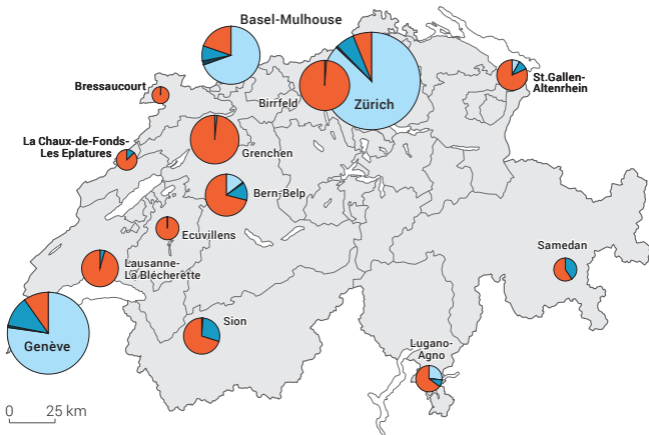 Basel-Mulhouse
Bressaucourt
Birrfeld
Zürich
St.Gallen-
Altenrhein
La Chaux-de-Fonds-
Les Eplatures
Grenchen
Bern-Belp
Ecuvillens
Samedan
Lausanne-
La Blécherette
Genève
Sion
Lugano-
Agno
0 25 km